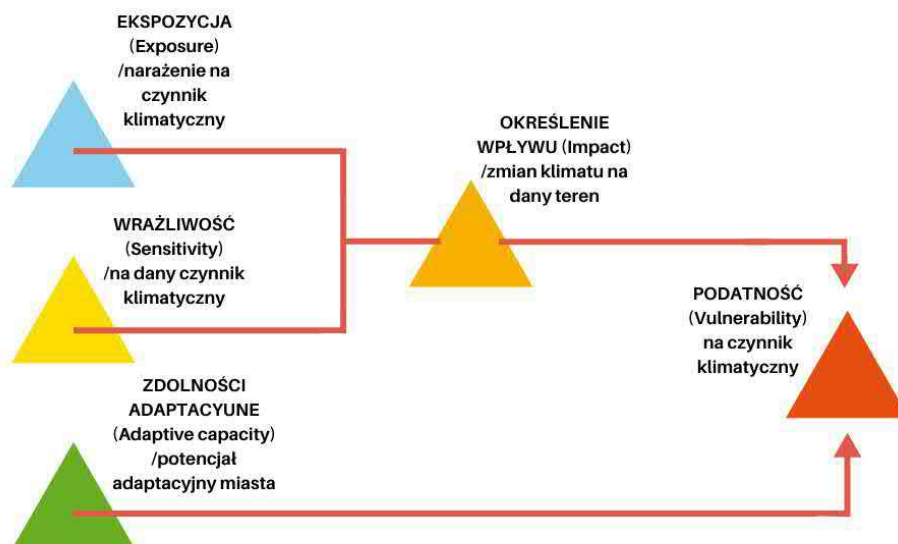 EKSPOZYCJA
(Exposure)
/narażenie na
czynnik
klimatyczny
OKREŚLENIE
WPŁYWU (Impact)
/zmian klimatu na
dany teren
WRAŻLIWOŚĆ
(Sensitivity)
/na dany czynnik
klimatyczny
PODATNOŚĆ
(Vulnerability)
na czynnik
klimatyczny
ZDOLNOŚCI
ADAPTACYUNE
(Adaptive capacity)
/potencjał
adaptacyjny miasta